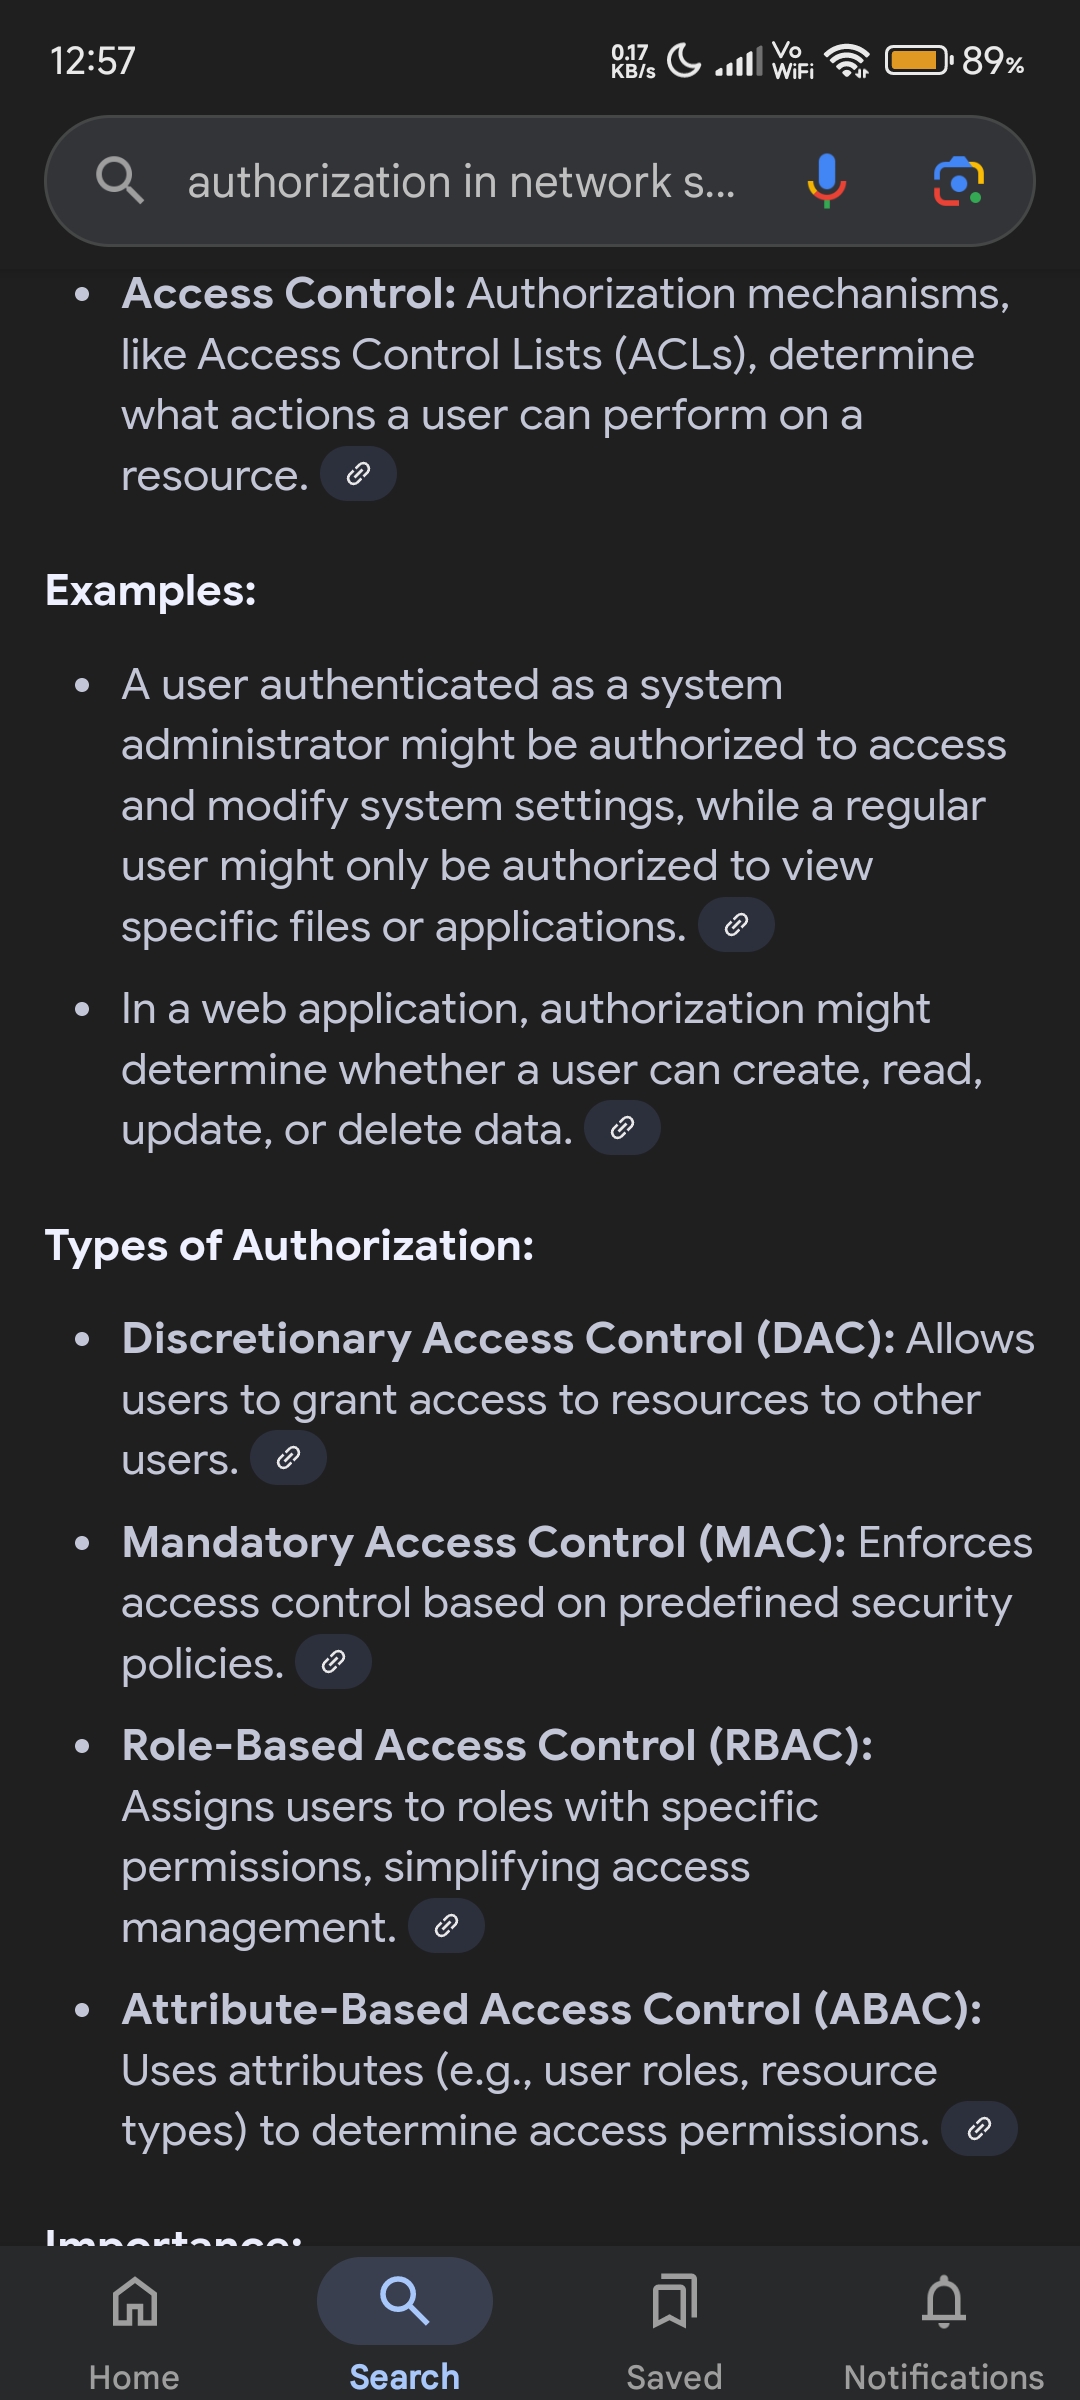 12:57
0.17
KB/s
Vo
WiFi
89%
authorization in network s...
• Access Control: Authorization mechanisms,
like Access Control Lists (ACLs), determine
what actions a user can perform on a
resource.
Examples:
• A user authenticated as a system
administrator might be authorized to access
and modify system settings, while a regular
user might only be authorized to view
specific files or applications.
• In a web application, authorization might
determine whether a user can create, read,
update, or delete data.
Types of Authorization:
• Discretionary Access Control (DAC): Allows
users to grant access to resources to other
users.
• Mandatory Access Control (MAC): Enforces
access control based on predefined security
policies.
• Role-Based Access Control (RBAC):
Assigns users to roles with specific
permissions, simplifying access
management.
• Attribute-Based Access Control (ABAC):
Uses attributes (e.g., user roles, resource
types) to determine access permissions.
Importance:
Home
Search
Saved
Notifications